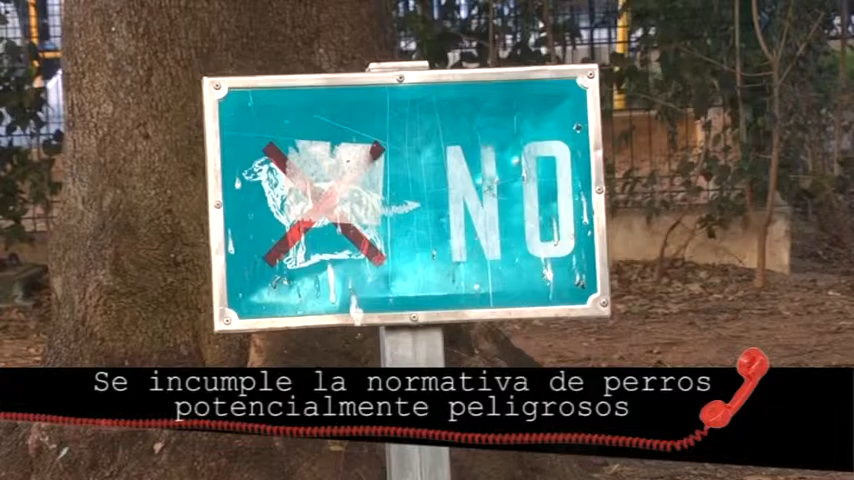 NO
Se incumple la normativa de perros
potencialmente peligrosos